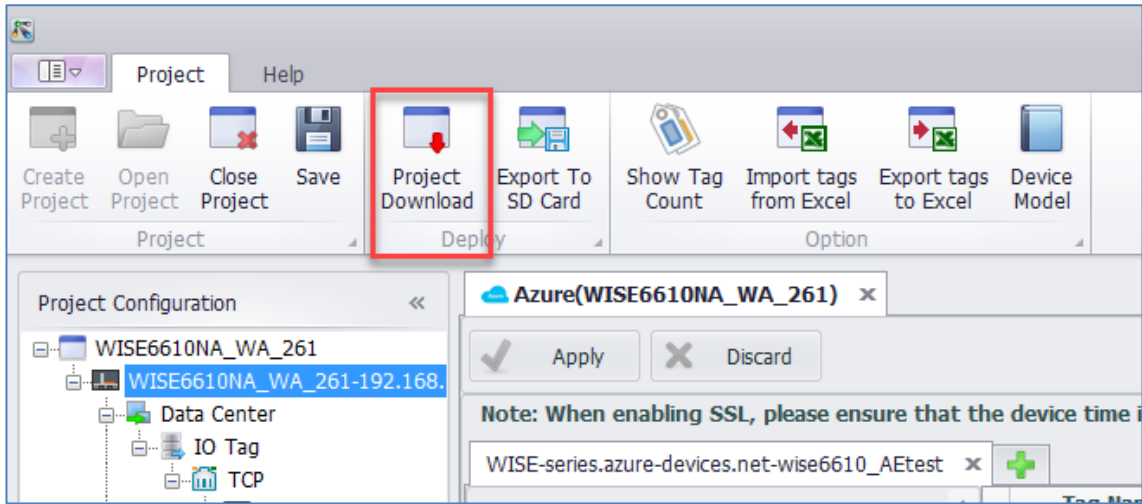 Project Help
Create Project
Open Project
Close Project
Save
Project Download
Export To SD Card
Show Tag Count
Import tags from Excel
Export tags to Excel
Device Model
Project
Deploy
Option
Project Configuration
Azure(WISE6610NA_WA_261)
WISE6610NA_WA_261
WISE6610NA_WA_261-192.168.
Data Center
IO Tag
TCP
Apply Discard
Note: When enabling SSL, please ensure that the device time i
WISE-series.azure-devices.net-wise6610_AEtest